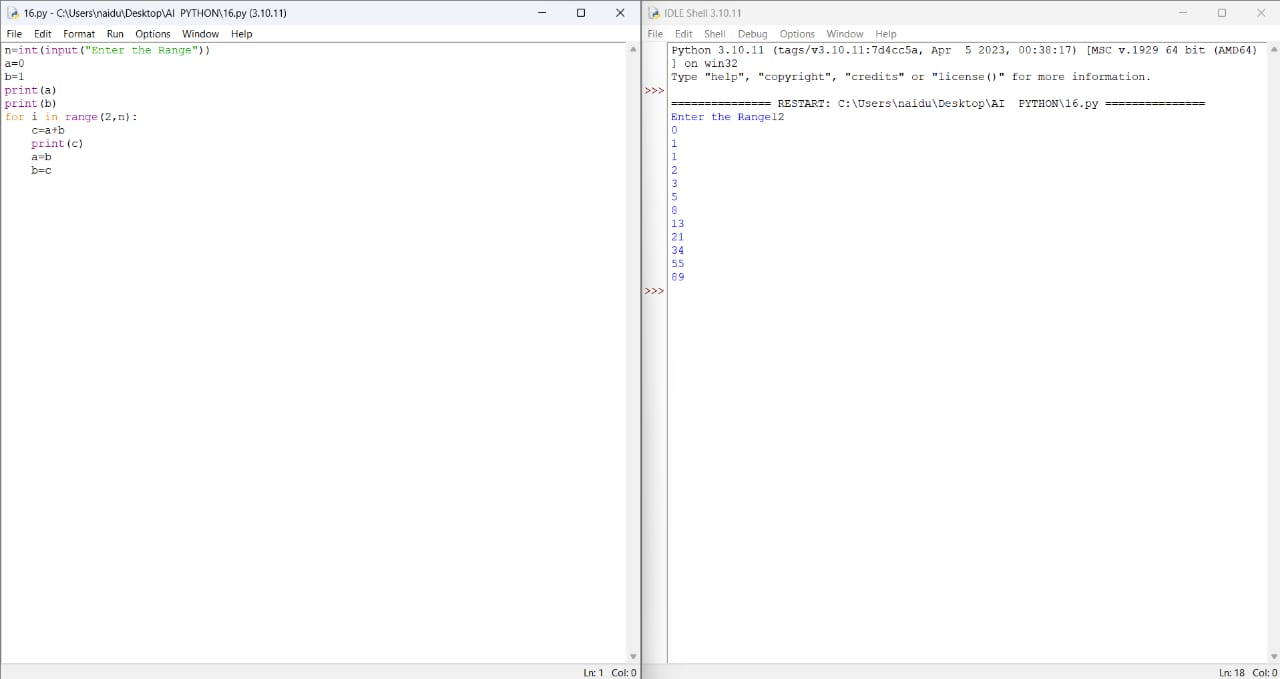 16.py - C:\Users\naidu\Desktop\AI  PYTHON\16.py (3.10.11)
File Edit Format Run Options Window Help
n=int(input("Enter the Range"))
a=0
b=1
print(a)
print(b)
for i in range(2,n):
    c=a+b
    print(c)
    a=b
    b=c
Ln: 1 Col: 0
IDLE Shell 3.10.11
File Edit Shell Debug Options Window Help
Python 3.10.11 (tags/v3.10.11:7d4cc5a, Apr  5 2023, 00:38:17) [MSC v.1929 64 bit (AMD64)
] on win32
Type "help", "copyright", "credits" or "license()" for more information.
>>>
=============== RESTART: C:\Users\naidu\Desktop\AI  PYTHON\16.py ===============
Enter the Range12
0
1
1
2
3
5
8
13
21
34
55
89
>>>
Ln: 18 Col: 0